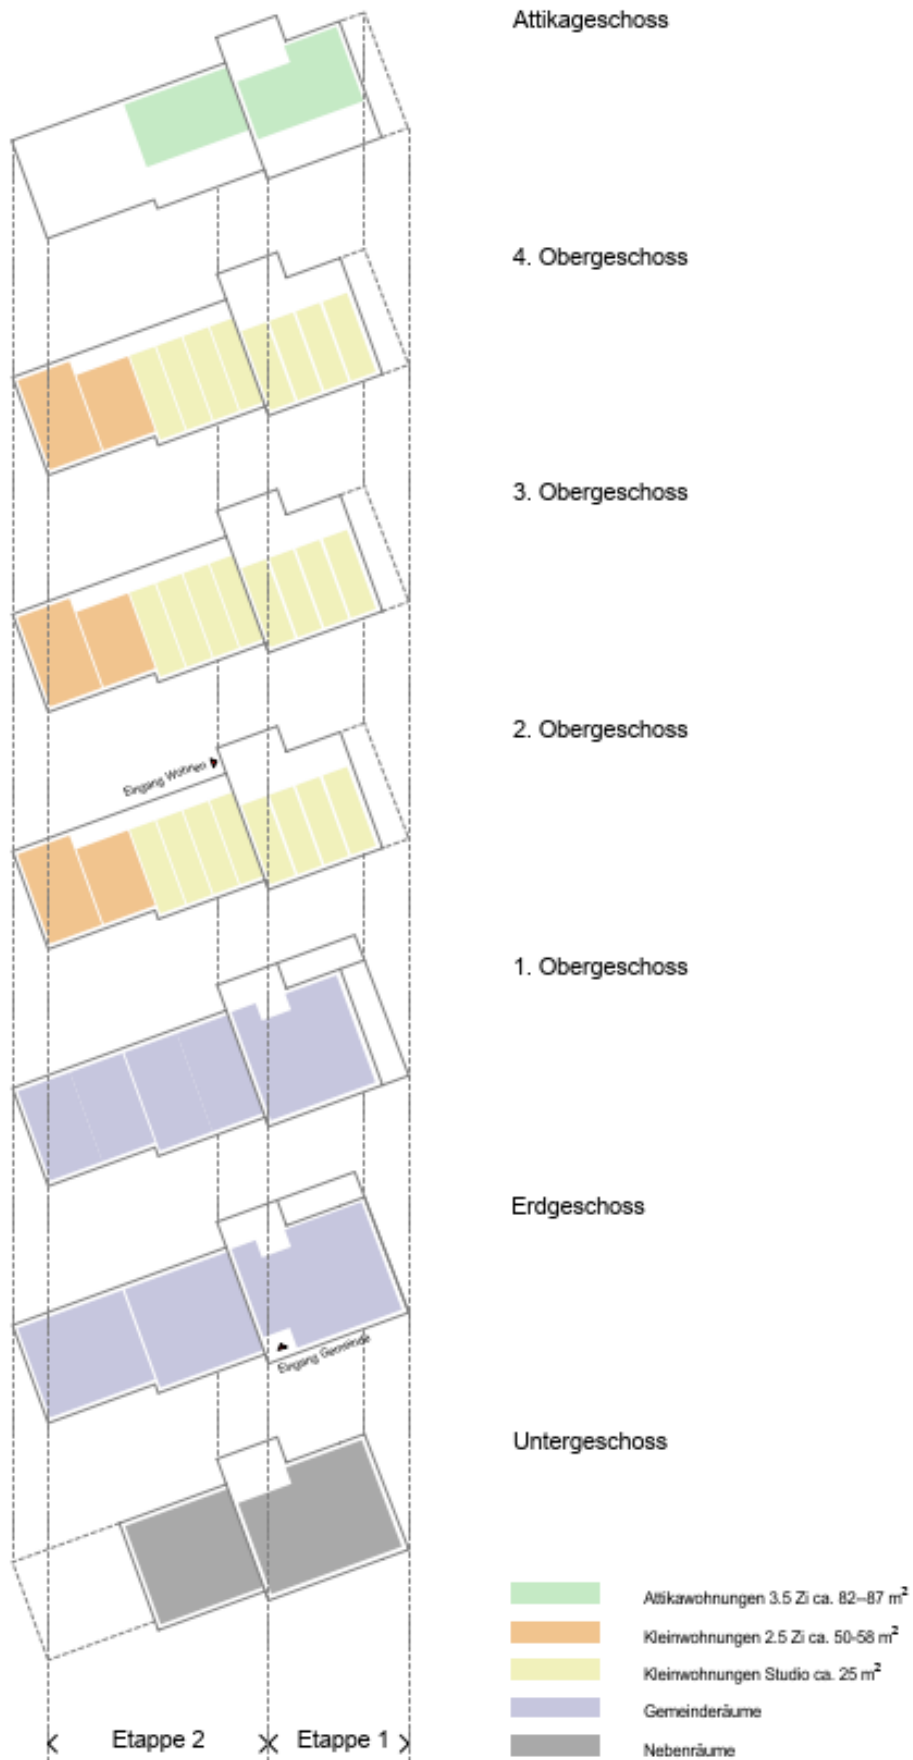 Attikageschoss
4. Obergeschoss
3. Obergeschoss
2. Obergeschoss
Eingang Wohnen
1. Obergeschoss
Erdgeschoss
Eingang Gemeinde
Untergeschoss
Attikawohnungen 3.5 Zi ca. 82–87 m²
Kleinwohnungen 2.5 Zi ca. 50-58 m²
Kleinwohnungen Studio ca. 25 m²
Gemeinderäume
Nebenräume
Etappe 2 Etappe 1